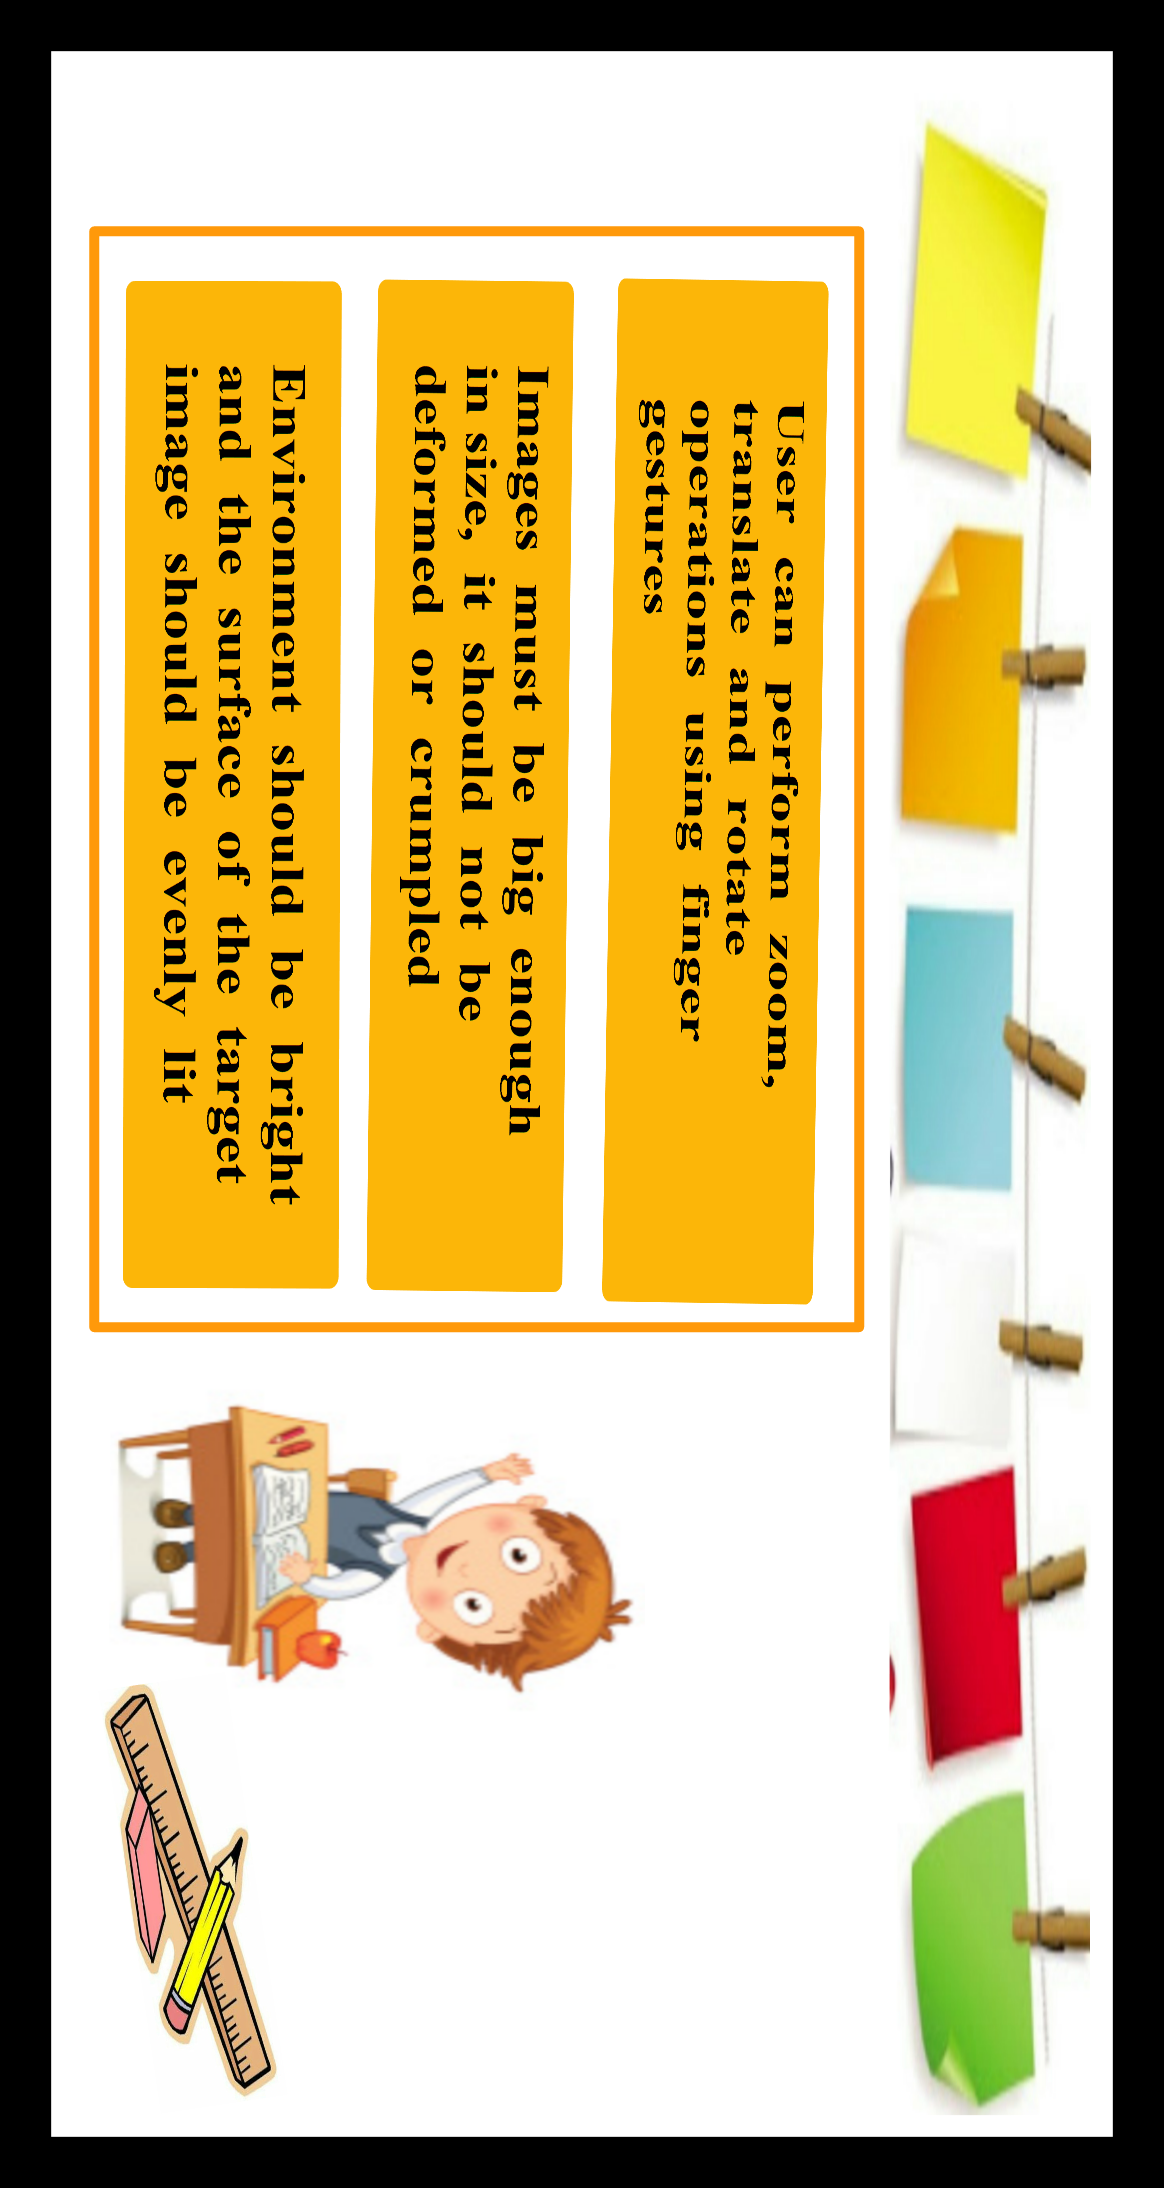 User can perform zoom,
translate and rotate
operations using finger
gestures
Images must be big enough
in size, it should not be
deformed or crumpled
Environment should be bright
and the surface of the target
image should be evenly lit